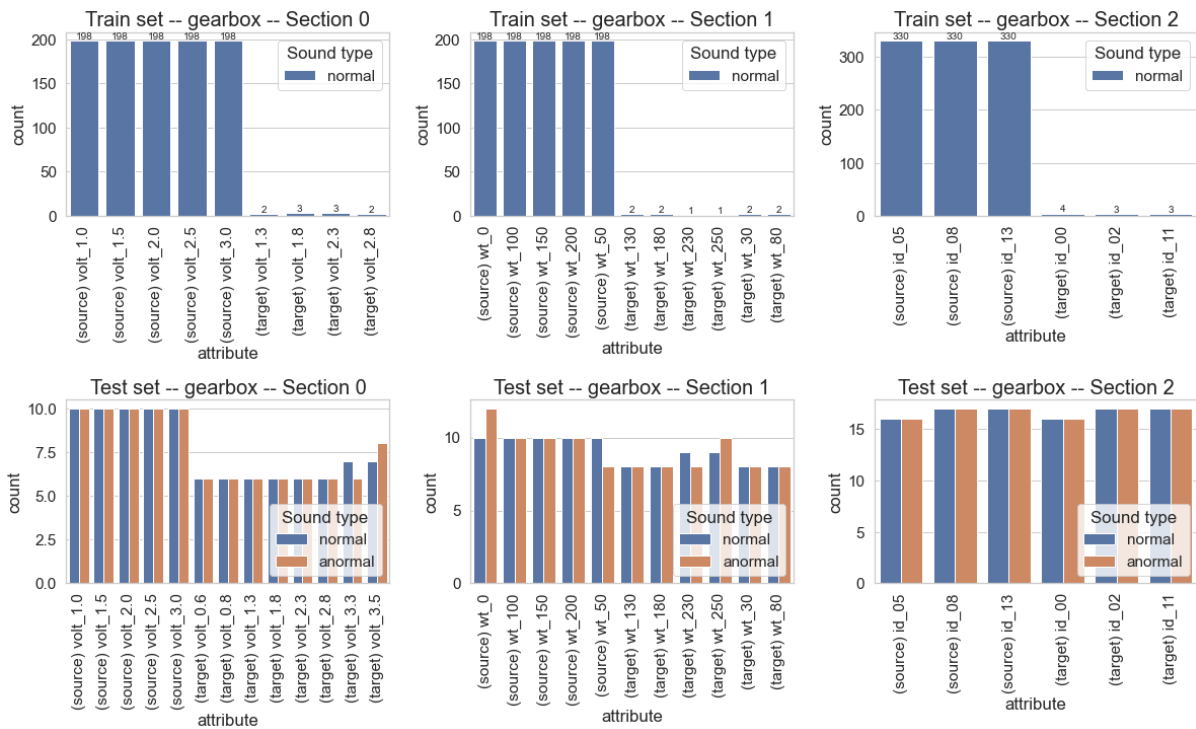 Train set -- gearbox -- Section 0
198 198 198 198 198
Sound type
normal
2 3 3 2
200
150
100
50
0
count
(source) volt_1.0
(source) volt_1.5
(source) volt_2.0
(source) volt_2.5
(source) volt_3.0
(target) volt_1.3
(target) volt_1.8
(target) volt_2.3
(target) volt_2.8
attribute
Train set -- gearbox -- Section 1
198 198 198 198 198
Sound type
normal
2 2 1 1 2 2
200
150
100
50
0
count
(source) wt_0
(source) wt_100
(source) wt_150
(source) wt_200
(source) wt_50
(target) wt_130
(target) wt_180
(target) wt_230
(target) wt_250
(target) wt_30
(target) wt_80
attribute
Train set -- gearbox -- Section 2
330 330 330
Sound type
normal
4 3 3
300
200
100
0
count
(source) id_05
(source) id_08
(source) id_13
(target) id_00
(target) id_02
(target) id_11
attribute
Test set -- gearbox -- Section 0
10.0
7.5
5.0
2.5
0.0
count
Sound type
normal
anormal
(source) volt_1.0
(source) volt_1.5
(source) volt_2.0
(source) volt_2.5
(source) volt_3.0
(target) volt_0.6
(target) volt_0.8
(target) volt_1.3
(target) volt_1.8
(target) volt_2.3
(target) volt_2.8
(target) volt_3.3
(target) volt_3.5
attribute
Test set -- gearbox -- Section 1
10
5
0
count
Sound type
normal
anormal
(source) wt_0
(source) wt_100
(source) wt_150
(source) wt_200
(source) wt_50
(target) wt_130
(target) wt_180
(target) wt_230
(target) wt_250
(target) wt_30
(target) wt_80
attribute
Test set -- gearbox -- Section 2
15
10
5
0
count
Sound type
normal
anormal
(source) id_05
(source) id_08
(source) id_13
(target) id_00
(target) id_02
(target) id_11
attribute